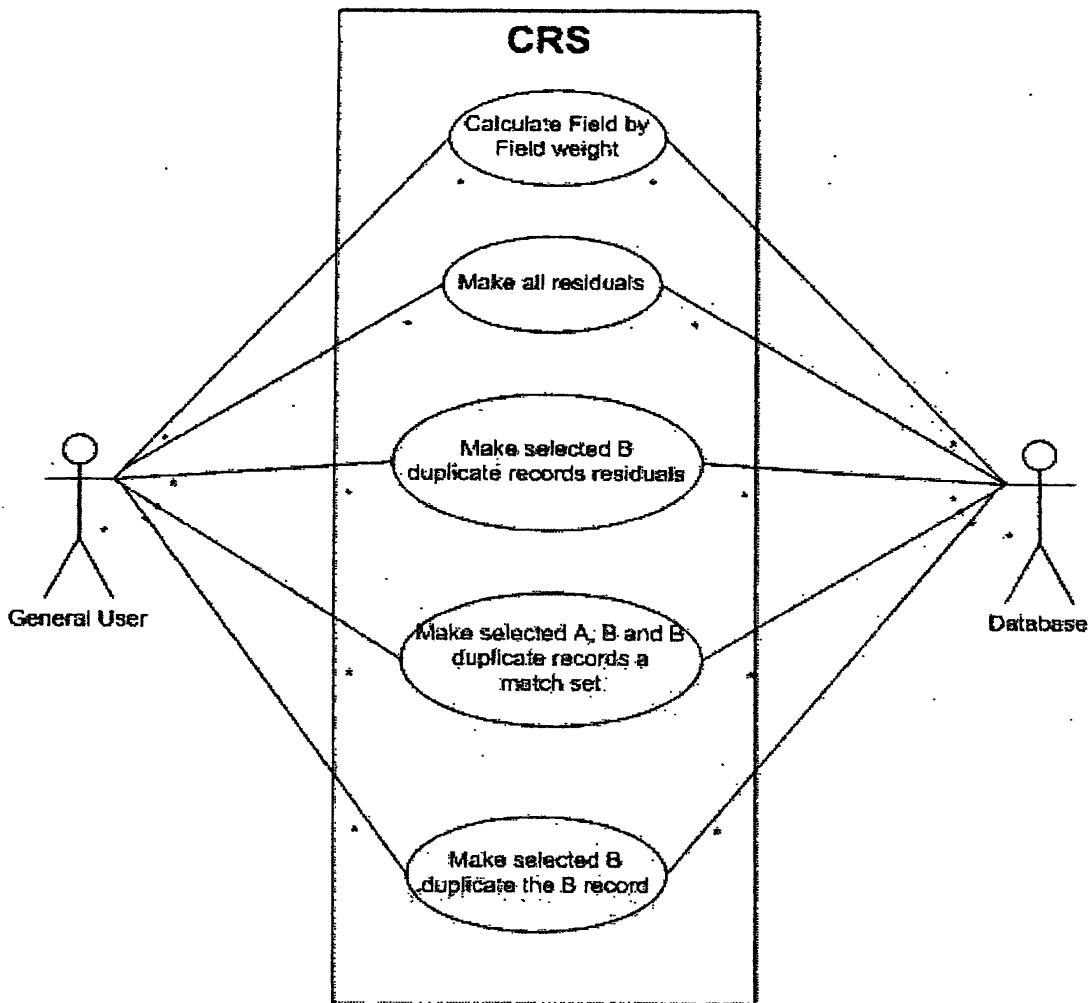 CRS
Calculate Field by
Field weight
Make all residuals
Make selected B
duplicate records residuals
General User
Database
Make selected A, B and B
duplicate records a
match set.
Make selected B
duplicate the B record